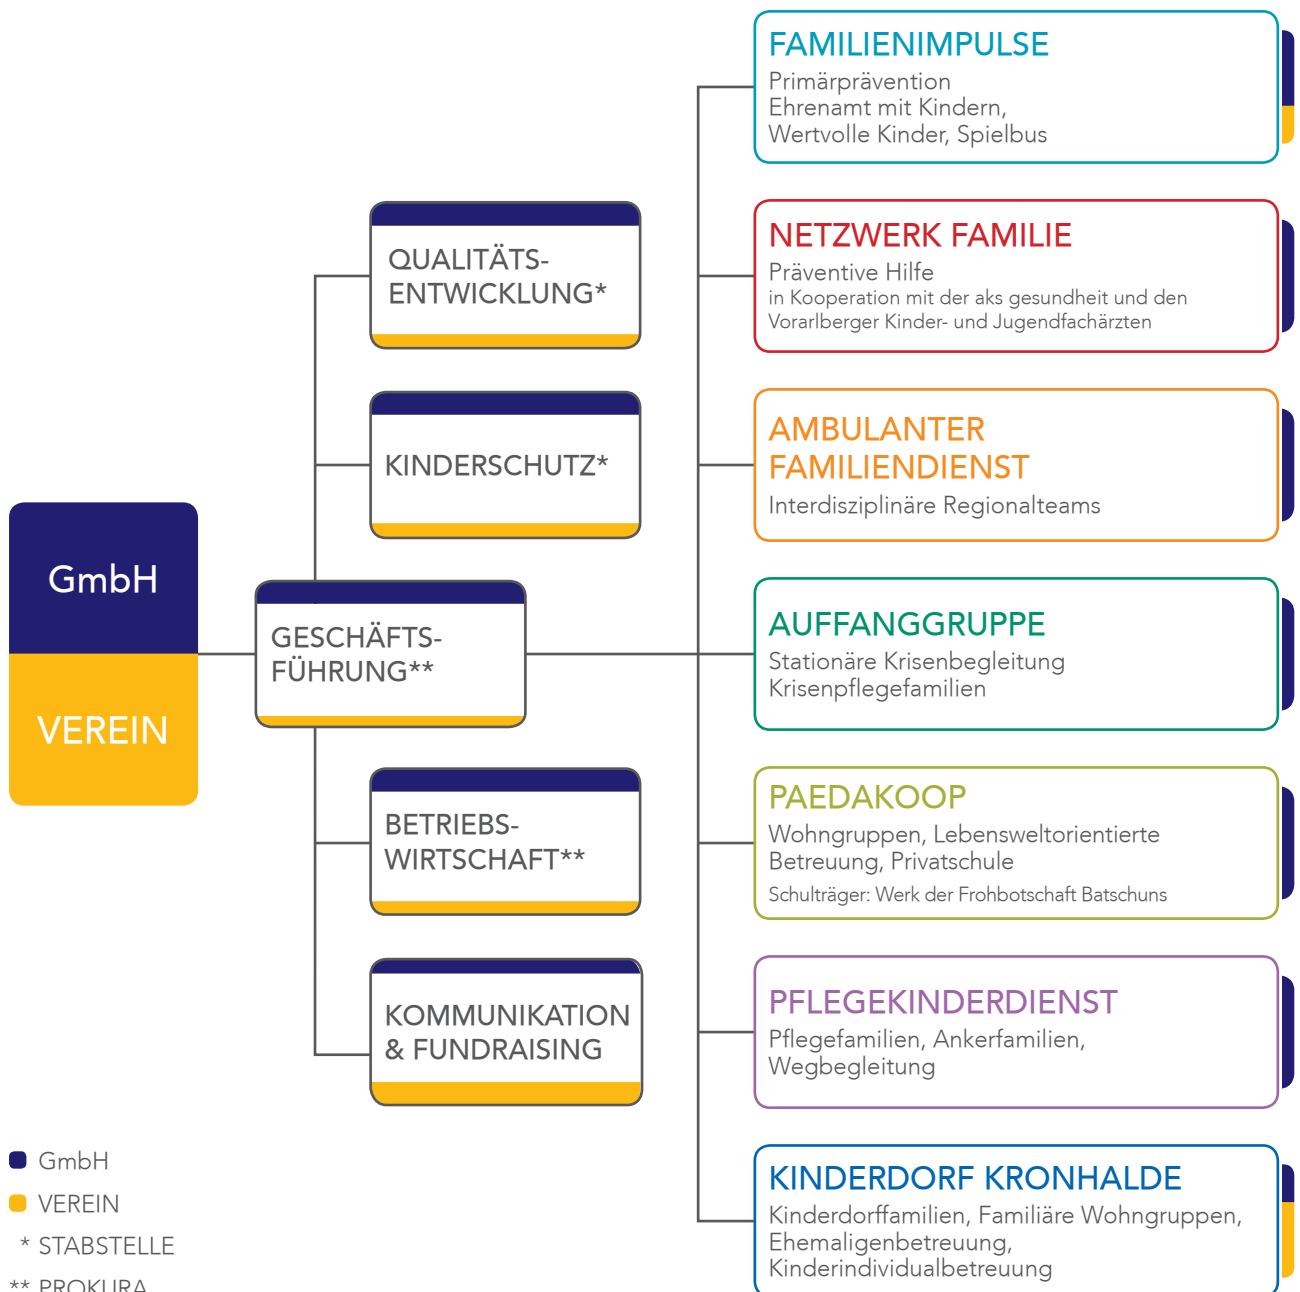 GmbH
VEREIN
GESCHÄFTS-
FÜHRUNG**
QUALITÄTS-
ENTWICKLUNG*
KINDERSCHUTZ*
BETRIEBS-
WIRTSCHAFT**
KOMMUNIKATION
& FUNDRAISING
FAMILIENIMPULSE
Primärprävention
Ehrenamt mit Kindern,
Wertvolle Kinder, Spielbus
NETZWERK FAMILIE
Präventive Hilfe
in Kooperation mit der aks gesundheit und den
Vorarlberger Kinder- und Jugendfachärzten
AMBULANTER
FAMILIENDIENST
Interdisziplinäre Regionalteams
AUFFANGGRUPPE
Stationäre Krisenbegleitung
Krisenpflegefamilien
PAEDAKOOP
Wohngruppen, Lebensweltorientierte
Betreuung, Privatschule
Schulträger: Werk der Frohbotschaft Batschuns
PFLEGEKINDERDIENST
Pflegefamilien, Ankerfamilien,
Wegbegleitung
KINDERDORF KRONHALDE
Kinderdorffamilien, Familiäre Wohngruppen,
Ehemaligenbetreuung,
Kinderindividualbetreuung
GmbH
VEREIN
* STABSTELLE
** PROKURA